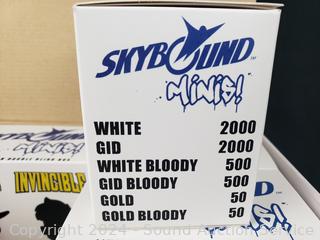 SKYBOUND
TM
MINIS!
WHITE 2000
GID 2000
WHITE BLOODY 500
GID BLOODY 500
GOLD 50
GOLD BLOODY 50
INVINCIBLE
Copyright 2024 - Sound Auction Service